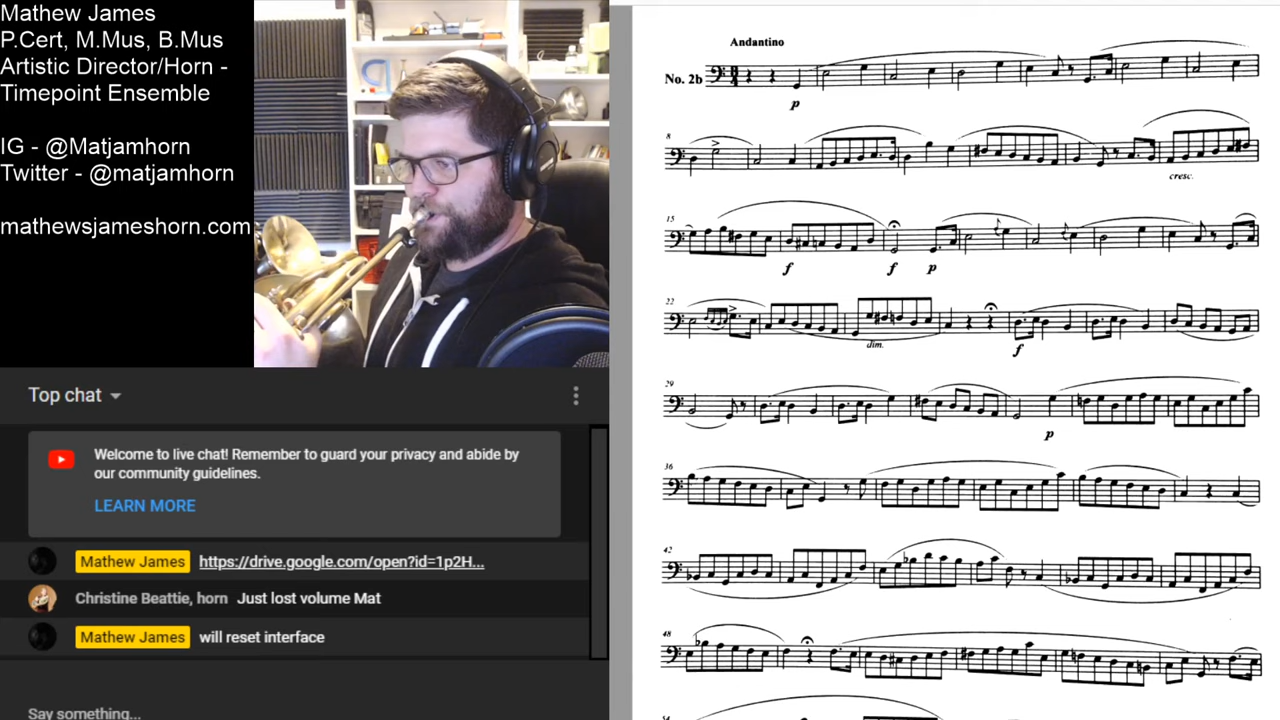 Mathew James
P.Cert, M.Mus, B.Mus
Artistic Director/Horn -
Timepoint Ensemble
IG - @Matjamhorn
Twitter - @matjamhorn
mathewsjameshorn.com
Top chat
Welcome to live chat! Remember to guard your privacy and abide by
our community guidelines.
LEARN MORE
Mathew James https://drive.google.com/open?id=1p2H...
Christine Beattie, horn Just lost volume Mat
Mathew James will reset interface
Say something...
Andantino
No. 2b
p
8
cresc.
15
f f p
22
dim.
f
29
p
36
42
48